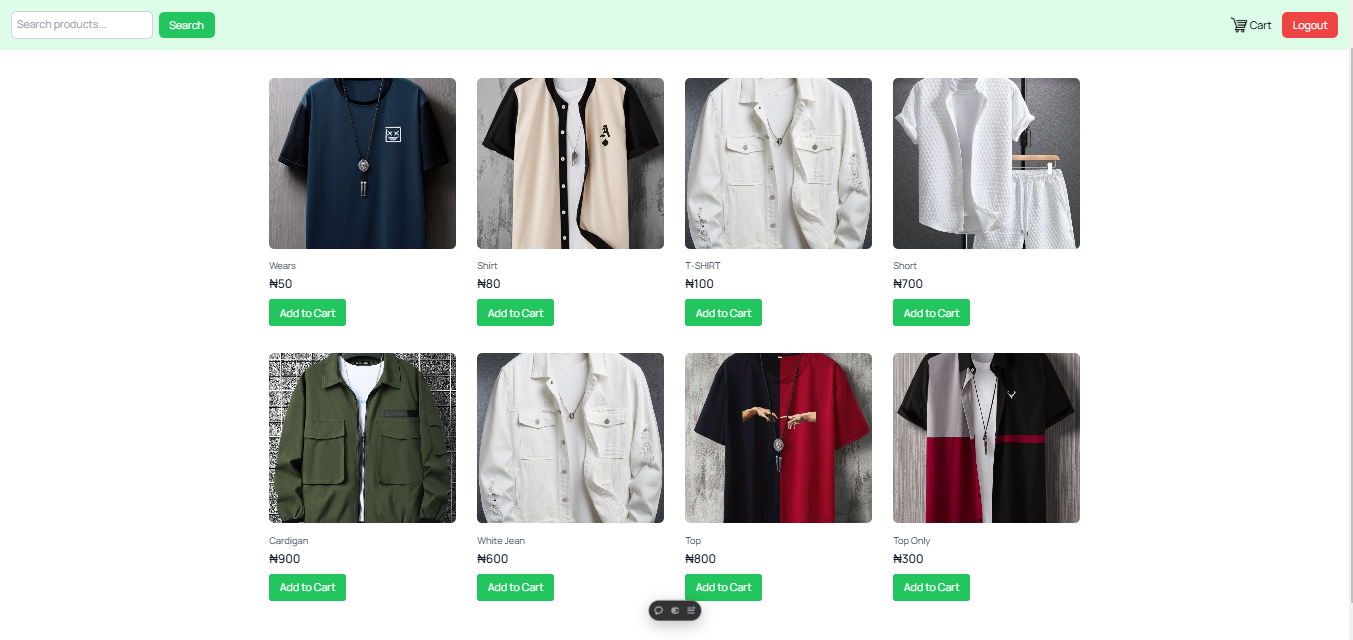 Search products...
Search
Cart
Logout
A
Wears
₦50
Add to Cart
Shirt
₦80
Add to Cart
T-SHIRT
₦100
Add to Cart
Short
₦700
Add to Cart
Cardigan
₦900
Add to Cart
White Jean
₦600
Add to Cart
Top
₦800
Add to Cart
Top Only
₦300
Add to Cart